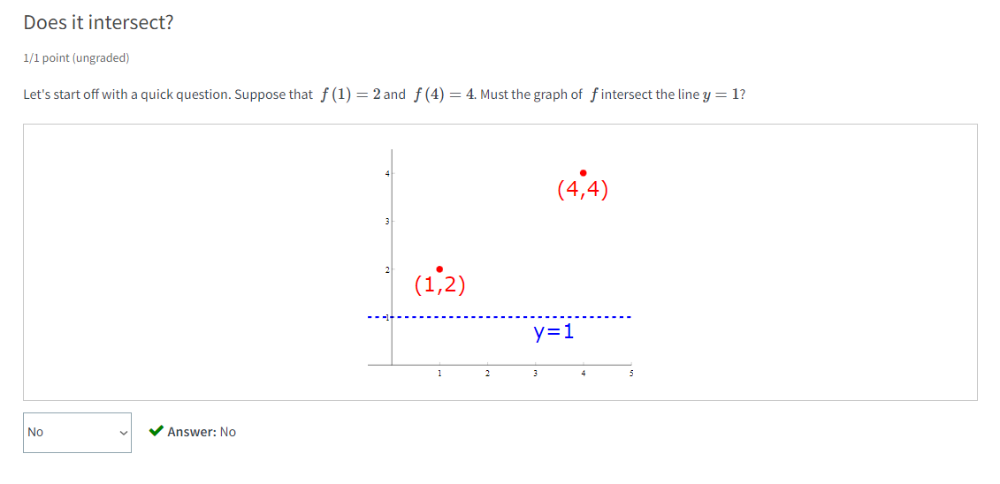 Does it intersect?
1/1 point (ungraded)
Let's start off with a quick question. Suppose that f (1) = 2 and f (4) = 4. Must the graph of f intersect the line y = 1?
4
(4,4)
3
2
(1,2)
1
y=1
1 2 3 4 5
No
Answer: No